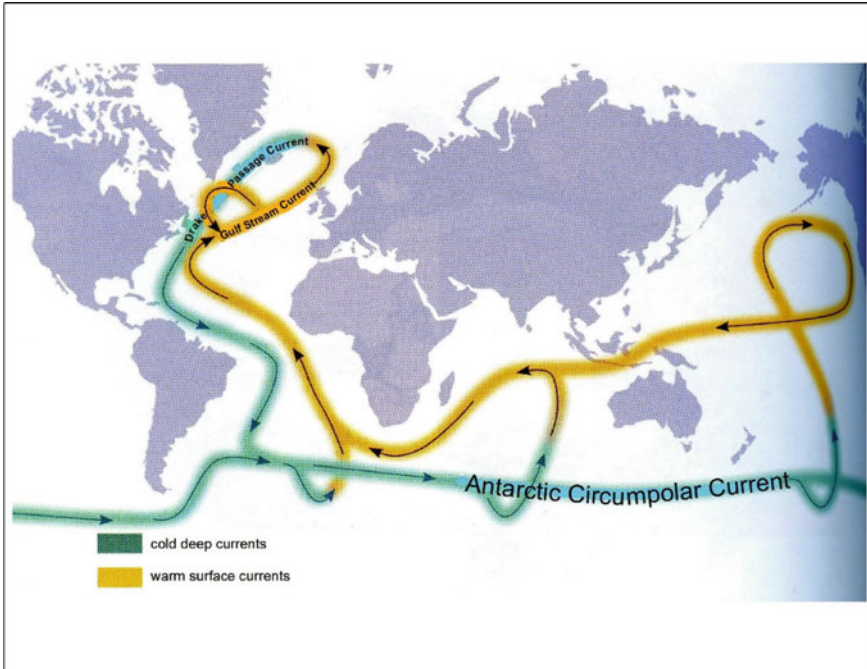 Drake Passage Current
Gulf Stream Current
Antarctic Circumpolar Current
cold deep currents
warm surface currents